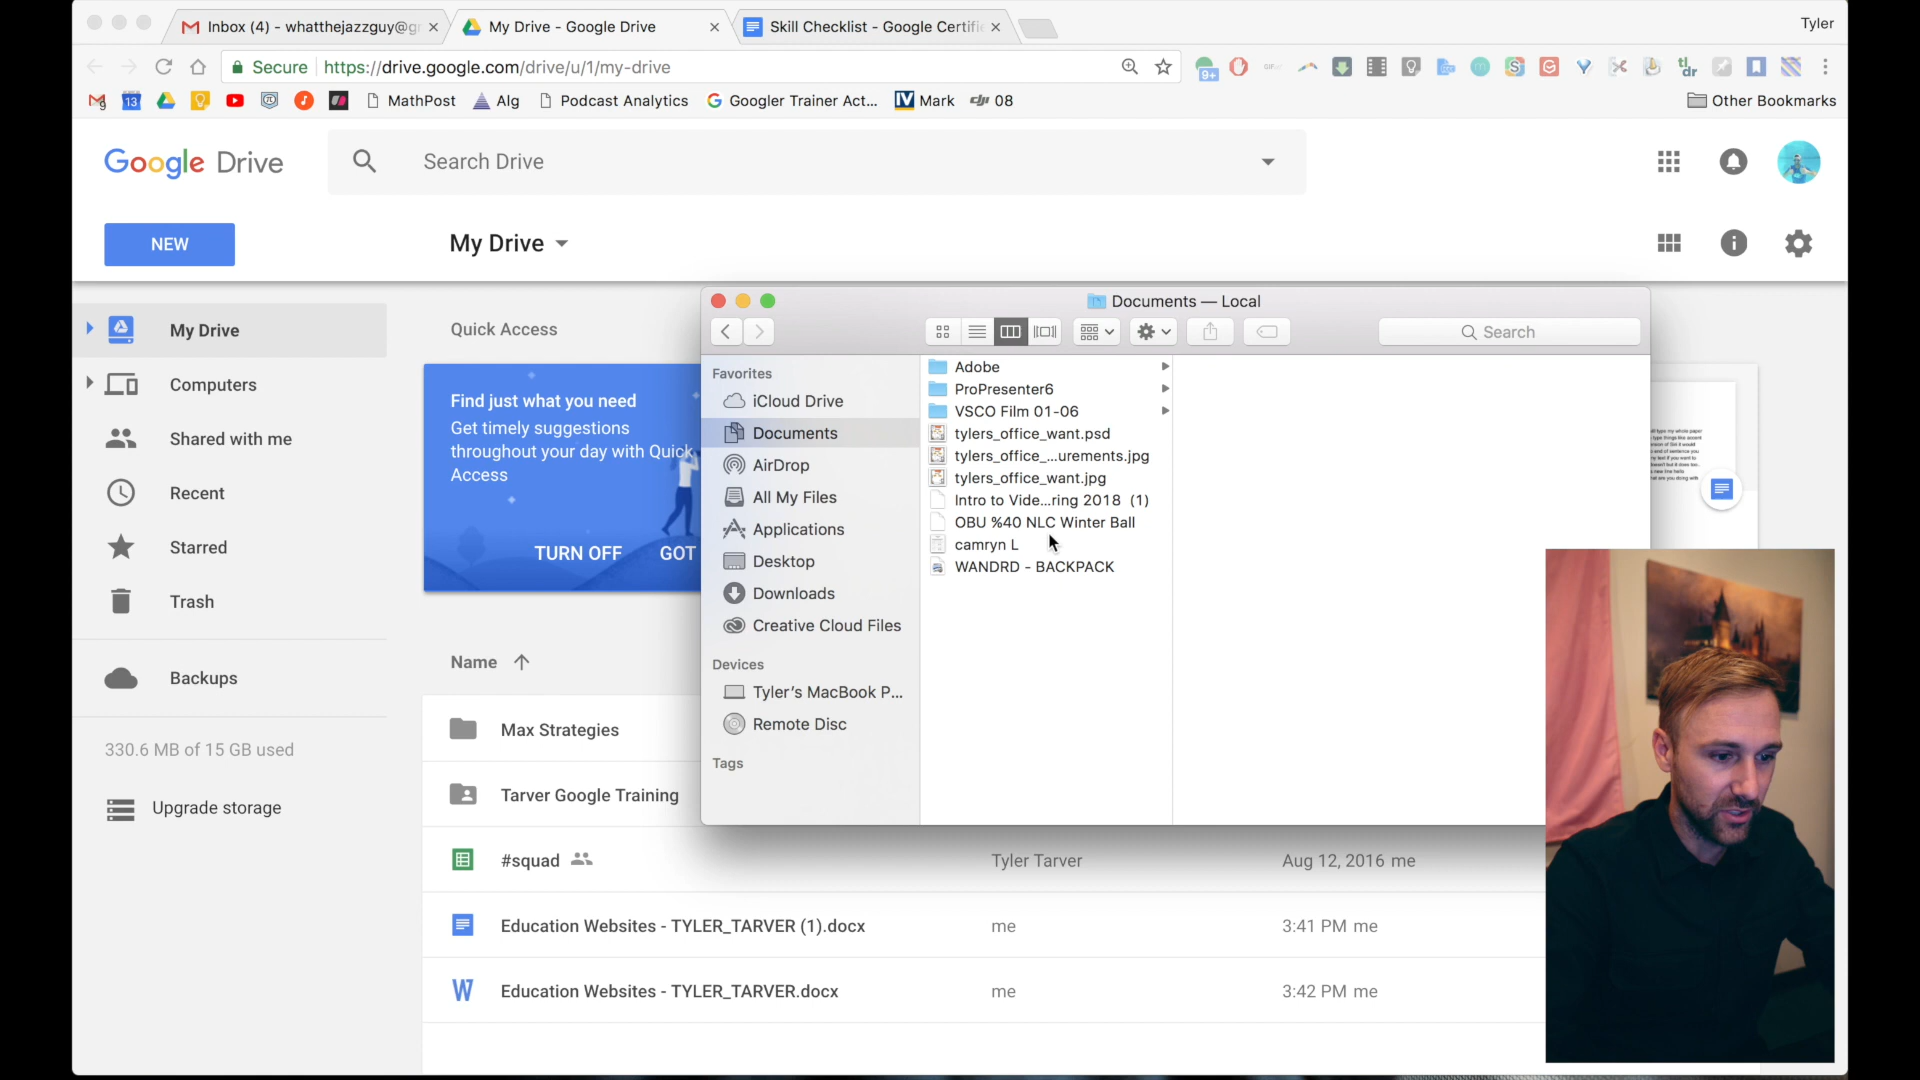 Inbox (4) - whatthejazzguy@g
My Drive - Google Drive
Skill Checklist - Google Certifi
Tyler
Secure
https://drive.google.com/drive/u/1/my-drive
MathPost
Alg
Podcast Analytics
Googler Trainer Act...
Mark
08
Other Bookmarks
Google Drive
Search Drive
NEW
My Drive
My Drive
Computers
Shared with me
Recent
Starred
Trash
Backups
330.6 MB of 15 GB used
Upgrade storage
Quick Access
Find just what you need
Get timely suggestions
throughout your day with Quick
Access
TURN OFF
GOT
Name
Max Strategies
Tarver Google Training
#squad
Tyler Tarver
Aug 12, 2016 me
Education Websites - TYLER_TARVER (1).docx
me
3:41 PM me
Education Websites - TYLER_TARVER.docx
me
3:42 PM me
Documents — Local
Search
Favorites
iCloud Drive
Documents
AirDrop
All My Files
Applications
Desktop
Downloads
Creative Cloud Files
Devices
Tyler's MacBook P...
Remote Disc
Tags
Adobe
ProPresenter6
VSCO Film 01-06
tylers_office_want.psd
tylers_office_...urements.jpg
tylers_office_want.jpg
Intro to Vide...ring 2018 (1)
OBU %40 NLC Winter Ball
camryn L
WANDRD - BACKPACK